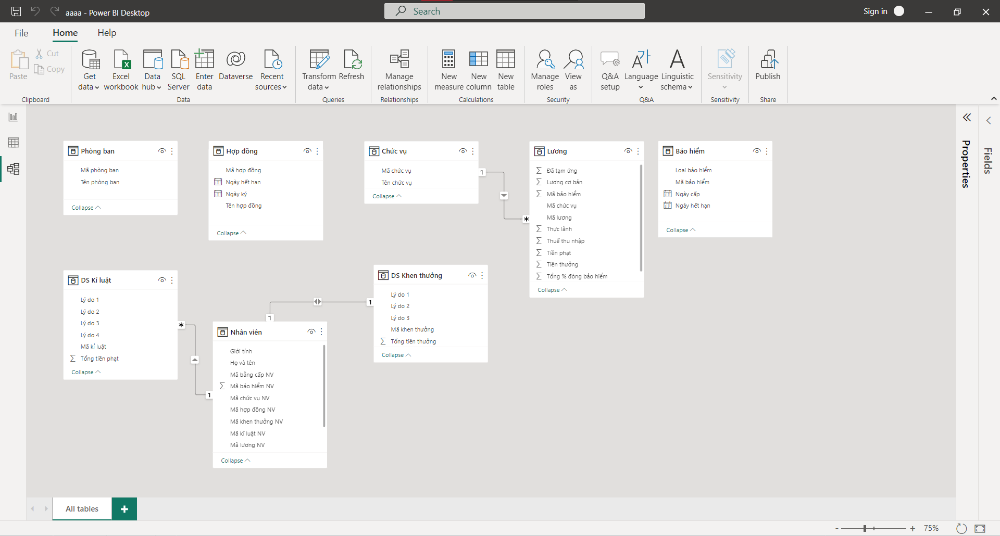 aaaa - Power BI Desktop
Search
Sign in
File
Home
Help
Paste
Cut
Copy
Clipboard
Get data
Excel workbook
Data hub
SQL Server
Enter data
Dataverse
Recent sources
Data
Transform data
Refresh
Queries
Manage relationships
Relationships
New measure
New column
New table
Calculations
Manage roles
View as
Security
Q&A setup
Language
Linguistic schema
Q&A
Sensitivity
Sensitivity
Publish
Share
Phòng ban
Mã phòng ban
Tên phòng ban
Collapse
Hợp đồng
Mã hợp đồng
Ngày hết hạn
Ngày ký
Tên hợp đồng
Collapse
Chức vụ
Mã chức vụ
Tên chức vụ
Collapse
1
*
Lương
Đã tạm ứng
Lương cơ bản
Mã bảo hiểm
Mã chức vụ
Mã lương
Thực lãnh
Thuế thu nhập
Tiền phạt
Tiền thưởng
Tổng % đóng bảo hiểm
Collapse
Bảo hiểm
Loại bảo hiểm
Mã bảo hiểm
Ngày cấp
Ngày hết hạn
Collapse
Properties
Fields
DS Kỉ luật
Lý do 1
Lý do 2
Lý do 3
Lý do 4
Mã kỉ luật
Tổng tiền phạt
Collapse
*
1
1
1
Nhân viên
Giới tính
Họ và tên
Mã bằng cấp NV
Mã bảo hiểm NV
Mã chức vụ NV
Mã hợp đồng NV
Mã khen thưởng NV
Mã kĩ luật NV
Mã lương NV
Collapse
DS Khen thưởng
Lý do 1
Lý do 2
Lý do 3
Mã khen thưởng
Tổng tiền thưởng
Collapse
All tables
+
- + 75%